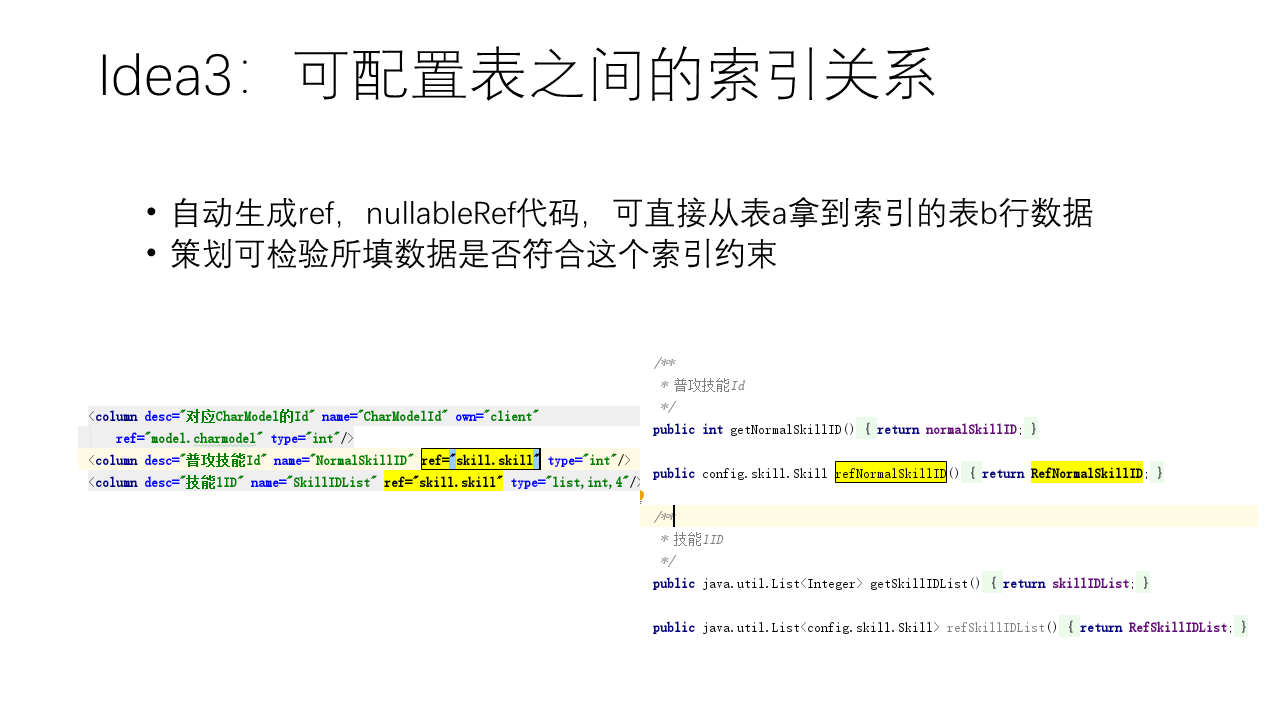 Idea3：可配置表之间的索引关系
• 自动生成ref，nullableRef代码，可直接从表a拿到索引的表b行数据
• 策划可检验所填数据是否符合这个索引约束
<column desc="对应CharModel的Id" name="CharModelId" own="client"
ref="model.charmodel" type="int"/>
<column desc="普攻技能Id" name="NormalSkillID" ref="skill.skill" type="int"/>
<column desc="技能1ID" name="SkillIDList" ref="skill.skill" type="list,int,4"/>
/**
* 普攻技能Id
*/
public int getNormalSkillID() { return normalSkillID; }
public config.skill.Skill refNormalSkillID() { return RefNormalSkillID; }
/**
* 技能1ID
*/
public java.util.List<Integer> getSkillIDList() { return skillIDList; }
public java.util.List<config.skill.Skill> refSkillIDList() { return RefSkillIDList; }